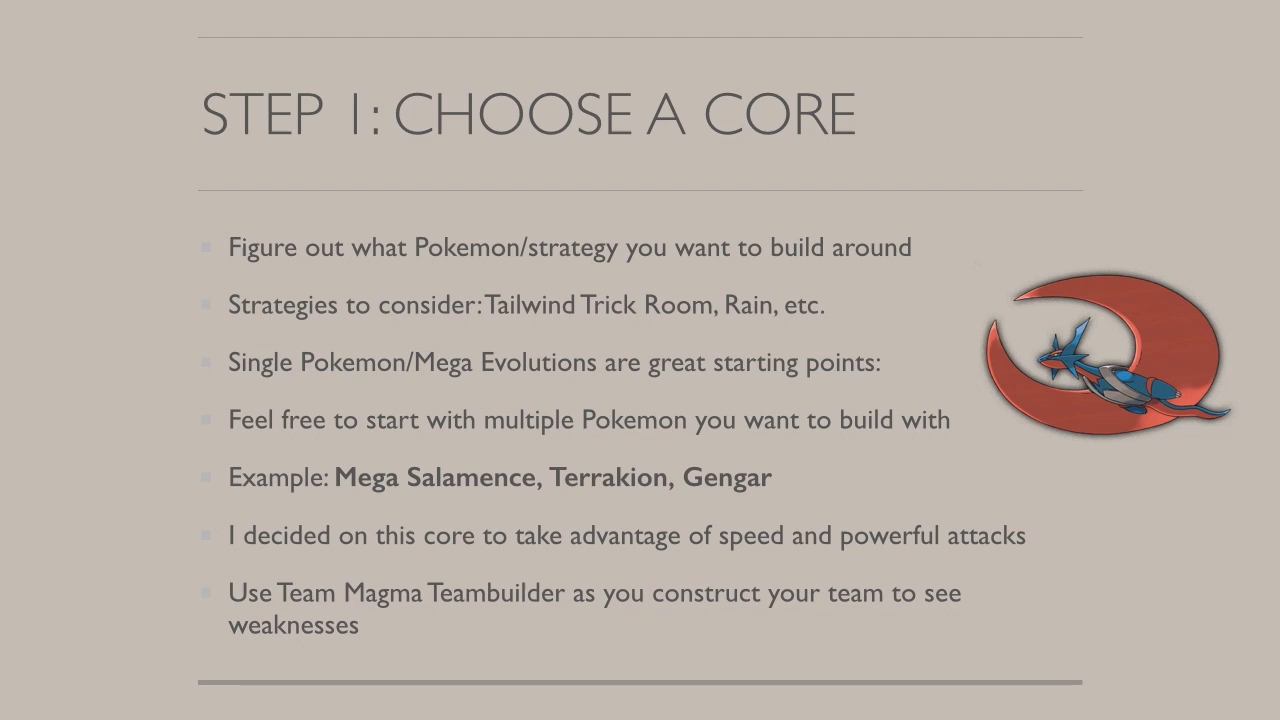 STEP 1: CHOOSE A CORE
Figure out what Pokemon/strategy you want to build around
Strategies to consider: Tailwind Trick Room, Rain, etc.
Single Pokemon/Mega Evolutions are great starting points:
Feel free to start with multiple Pokemon you want to build with
Example: Mega Salamence, Terrakion, Gengar
I decided on this core to take advantage of speed and powerful attacks
Use Team Magma Teambuilder as you construct your team to see
weaknesses